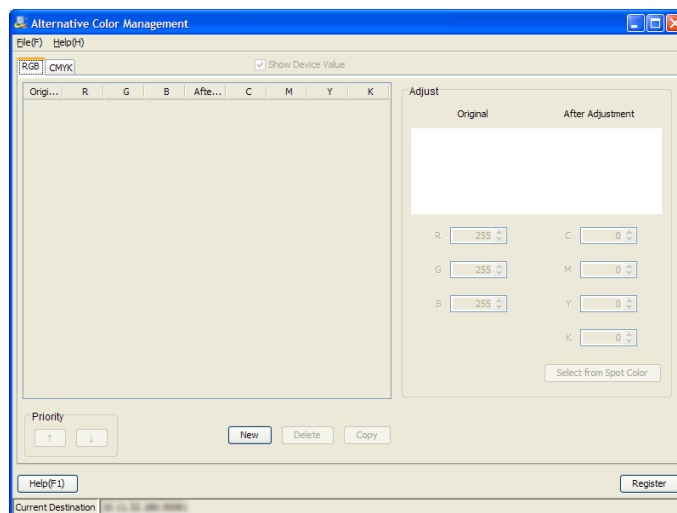 Alternative Color Management
File(F) Help(H)
RGB CMYK Show Device Value
Origi... R G B Afte... C M Y K
Adjust
Original After Adjustment
R 255 C 0
G 255 M 0
B 255 Y 0
K 0
Select from Spot Color
Priority
↑ ↓ New Delete Copy
Help(F1) Register
Current Destination